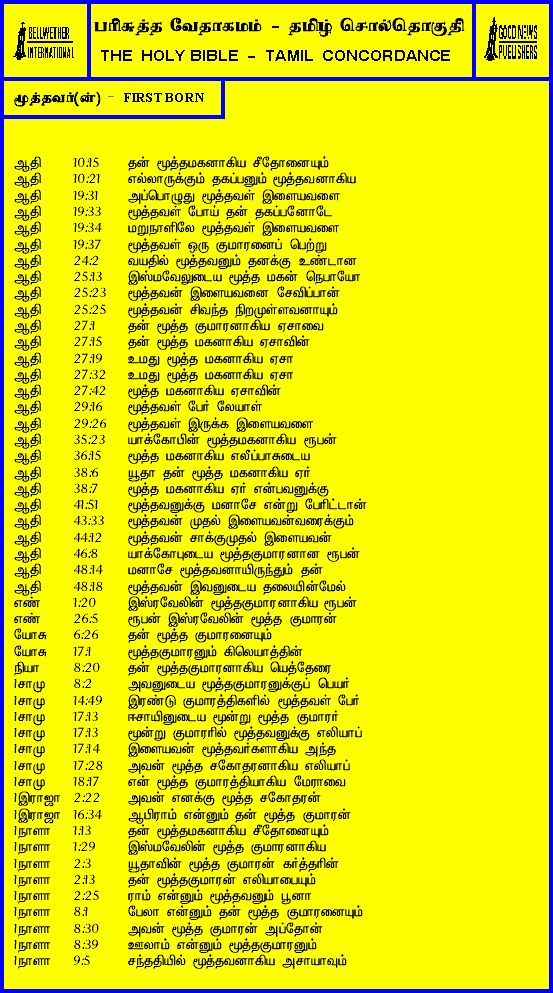 BELLWETHER
INTERNATIONAL
பரிசுத்த வேதாகமம் - தமிழ் சொல்தொகுதி
THE HOLY BIBLE - TAMIL CONCORDANCE
GOOD NEWS
PUBLISHERS
மூத்தவர்(ன்) - FIRST BORN
ஆதி 10:15 தன் மூத்தமகனாகிய சீதோனையும்
ஆதி 10:21 எல்லாருக்கும் தகப்பனும் மூத்தவனாகிய
ஆதி 19:31 அப்பொழுது மூத்தவள் இளையவளை
ஆதி 19:33 மூத்தவள் போய் தன் தகப்பனோடே
ஆதி 19:34 மறுநாளிலே மூத்தவள் இளையவளை
ஆதி 19:37 மூத்தவள் ஒரு குமாரனைப் பெற்று
ஆதி 24:2 வயதில் மூத்தவனும் தனக்கு உண்டான
ஆதி 25:13 இஸ்மவேலுடைய மூத்த மகன் நெபாயோ
ஆதி 25:23 மூத்தவன் இளையவனை சேவிப்பான்
ஆதி 25:25 மூத்தவன் சிவந்த நிறமுள்ளவனாயும்
ஆதி 27:1 தன் மூத்த குமாரனாகிய ஏசாவை
ஆதி 27:15 தன் மூத்த மகனாகிய ஏசாவின்
ஆதி 27:19 உமது மூத்த மகனாகிய ஏசா
ஆதி 27:32 உமது மூத்த மகனாகிய ஏசா
ஆதி 27:42 மூத்த மகனாகிய ஏசாவின்
ஆதி 29:16 மூத்தவள் பேர் லேயாள்
ஆதி 29:26 மூத்தவள் இருக்க இளையவளை
ஆதி 35:23 யாக்கோபின் மூத்தமகனாகிய ரூபன்
ஆதி 36:15 மூத்த மகனாகிய எலீப்பாசுடைய
ஆதி 38:6 யூதா தன் மூத்த மகனாகிய ஏர்
ஆதி 38:7 மூத்த மகனாகிய ஏர் என்பவனுக்கு
ஆதி 41:51 மூத்தவனுக்கு மனாசே என்று பேரிட்டான்
ஆதி 43:33 மூத்தவன் முதல் இளையவன்வரைக்கும்
ஆதி 44:12 மூத்தவன் சாக்குமுதல் இளையவன்
ஆதி 46:8 யாக்கோபுடைய மூத்தகுமாரனான ரூபன்
ஆதி 48:14 மனாசே மூத்தவனாயிருந்தும் தன்
ஆதி 48:18 மூத்தவன் இவனுடைய தலையின்மேல்
எண் 1:20 இஸ்ரவேலின் மூத்தகுமாரனாகிய ரூபன்
எண் 26:5 ரூபன் இஸ்ரவேலின் மூத்த குமாரன்
யோசு 6:26 தன் மூத்த குமாரனையும்
யோசு 17:1 மூத்தகுமாரனும் கிலெயாத்தின்
நியா 8:20 தன் மூத்தகுமாரனாகிய யெத்தேரை
1சாமு 8:2 அவனுடைய மூத்தகுமாரனுக்குப் பெயர்
1சாமு 14:49 இரண்டு குமாரத்திகளில் மூத்தவள் பேர்
1சாமு 17:13 ஈசாயினுடைய மூன்று மூத்த குமாரர்
1சாமு 17:13 மூன்று குமாரரில் மூத்தவனுக்கு எலியாப்
1சாமு 17:14 இளையவன் மூத்தவர்களாகிய அந்த
1சாமு 17:28 அவன் மூத்த சகோதரனாகிய எலியாப்
1சாமு 18:17 என் மூத்த குமாரத்தியாகிய மேராவை
1இராஜா 2:22 அவன் எனக்கு மூத்த சகோதரன்
1இராஜா 16:34 ஆபிராம் என்னும் தன் மூத்த குமாரன்
1நாளா 1:13 தன் மூத்தமகனாகிய சீதோனையும்
1நாளா 1:29 இஸ்மவேலின் மூத்த குமாரனாகிய
1நாளா 2:3 யூதாவின் மூத்த குமாரன் கர்த்தரின்
1நாளா 2:13 தன் மூத்தகுமாரன் எலியாபையும்
1நாளா 2:25 ராம் என்னும் மூத்தவனும் பூனா
1நாளா 8:1 பேலா என்னும் தன் மூத்த குமாரனையும்
1நாளா 8:30 அவன் மூத்த குமாரன் அப்தோன்
1நாளா 8:39 ஊலாம் என்னும் மூத்தகுமாரனும்
1நாளா 9:5 சந்ததியில் மூத்தவனாகிய அசாயாவும்